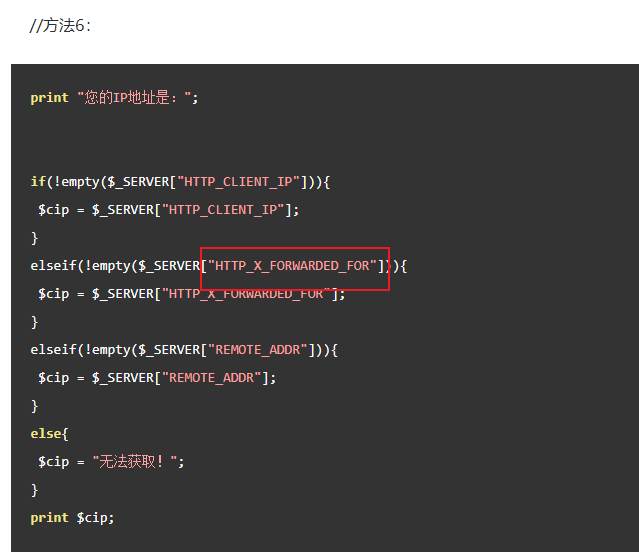 //方法6：
print "您的IP地址是：";
if(!empty($_SERVER["HTTP_CLIENT_IP"])){
$cip = $_SERVER["HTTP_CLIENT_IP"];
}
elseif(!empty($_SERVER["HTTP_X_FORWARDED_FOR"])){
$cip = $_SERVER["HTTP_X_FORWARDED_FOR"];
}
elseif(!empty($_SERVER["REMOTE_ADDR"])){
$cip = $_SERVER["REMOTE_ADDR"];
}
else{
$cip = "无法获取！";
}
print $cip;